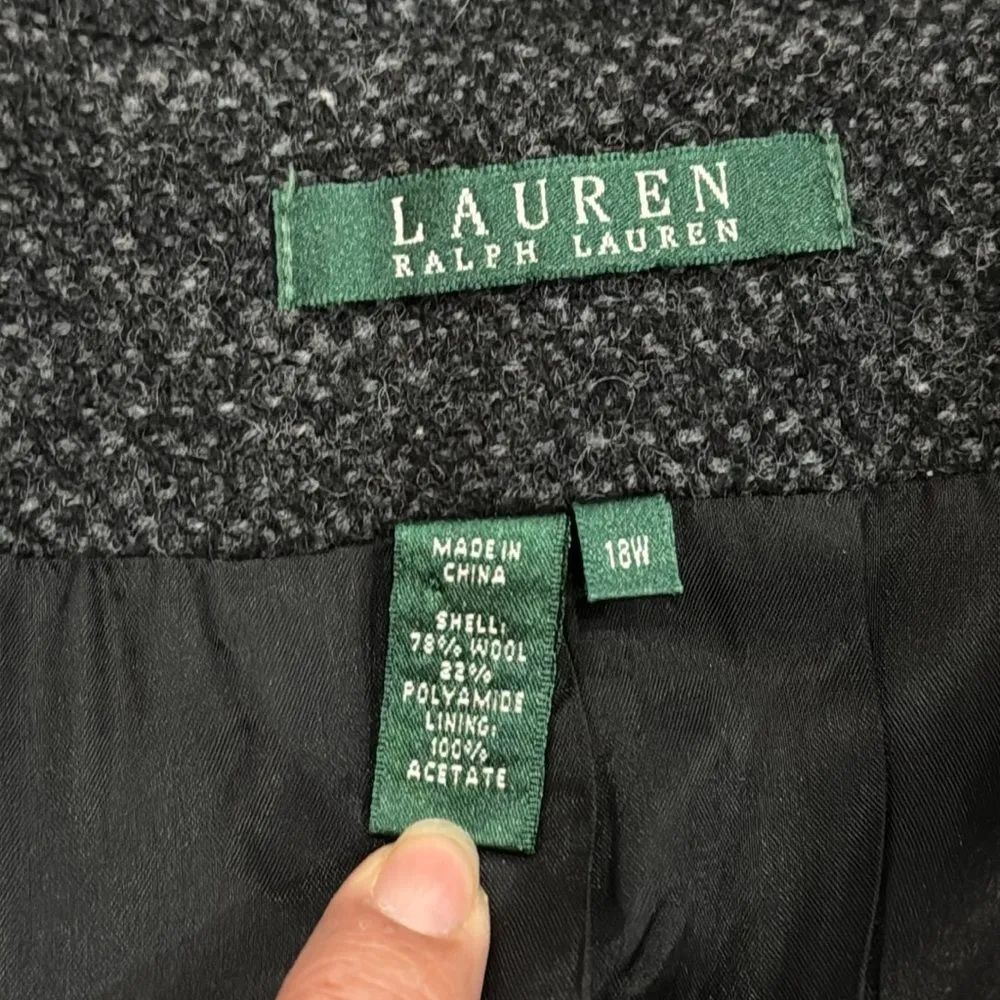 LAUREN
RALPH LAUREN
MADE IN
CHINA
18W
SHELL:
78% WOOL
22%
POLYAMIDE
LINING:
100%
ACETATE